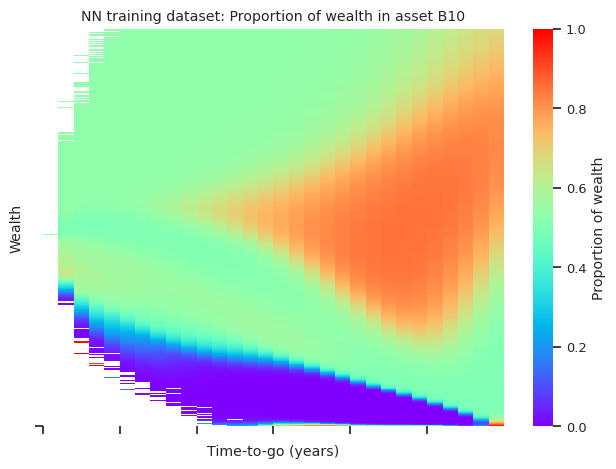 NN training dataset: Proportion of wealth in asset B10
Wealth
Time-to-go (years)
1.0
0.8
0.6
0.4
0.2
0.0
Proportion of wealth